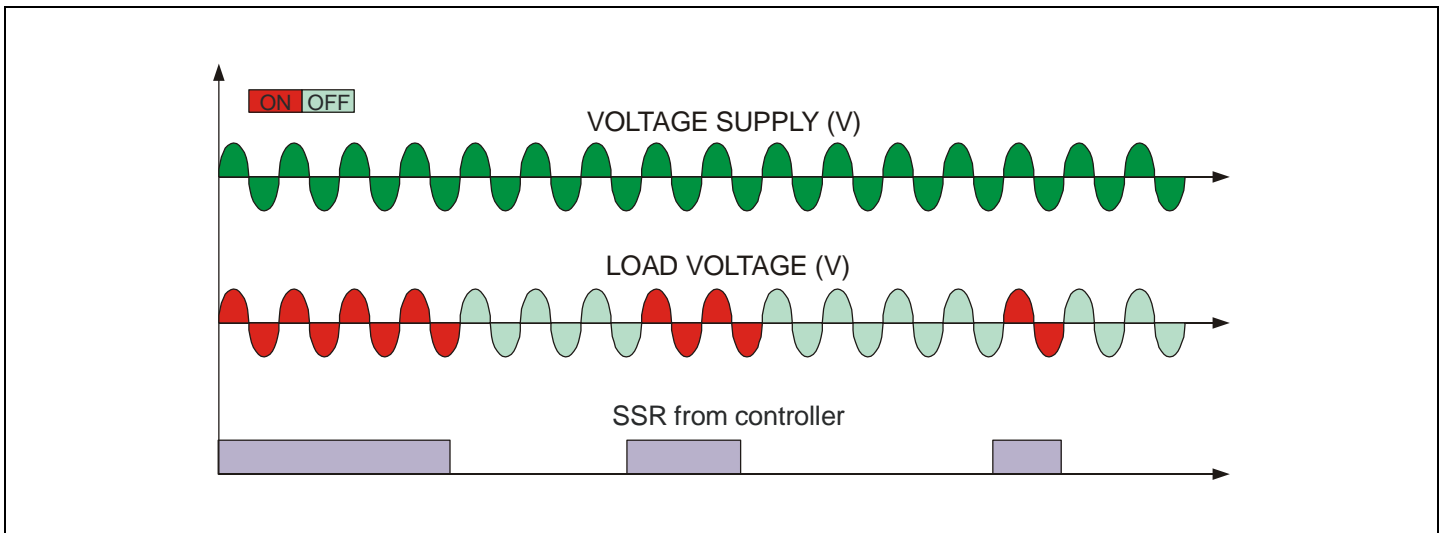 ON OFF
VOLTAGE SUPPLY (V)
LOAD VOLTAGE (V)
SSR from controller